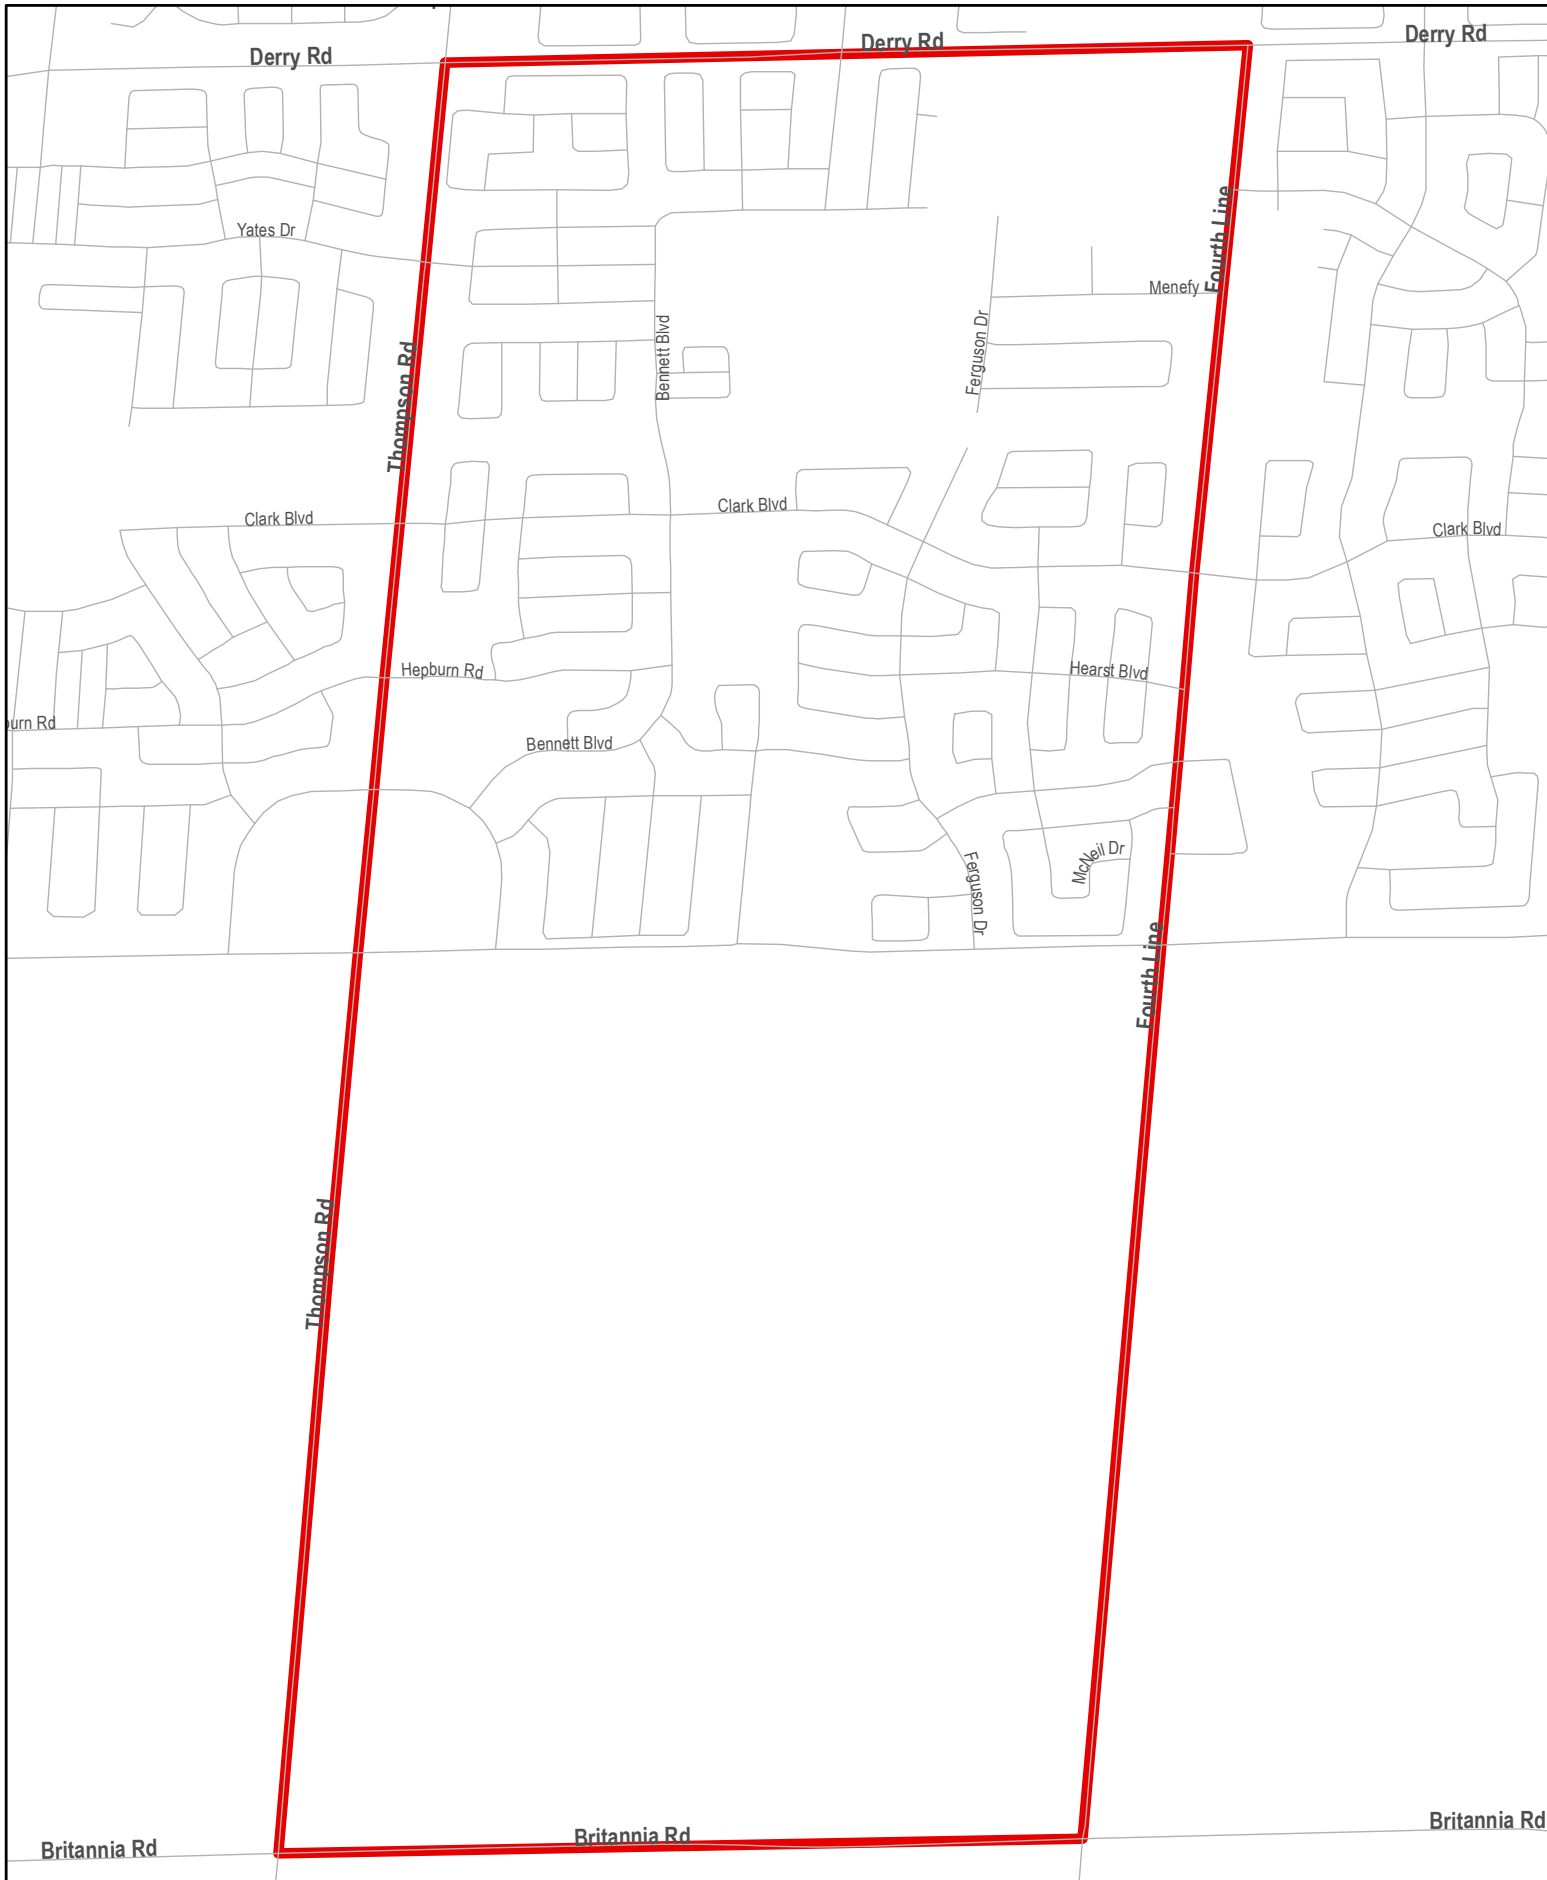 Derry Rd
Derry Rd
Derry Rd
Yates Dr
Fourth Line
Menefy
Bennett Blvd
Ferguson Dr
Thompson Rd
Clark Blvd
Clark Blvd
Clark Blvd
Hepburn Rd
Hearst Blvd
burn Rd
Bennett Blvd
McNeil Dr
Ferguson Dr
Fourth Line
Thompson Rd
Britannia Rd
Britannia Rd
Britannia Rd